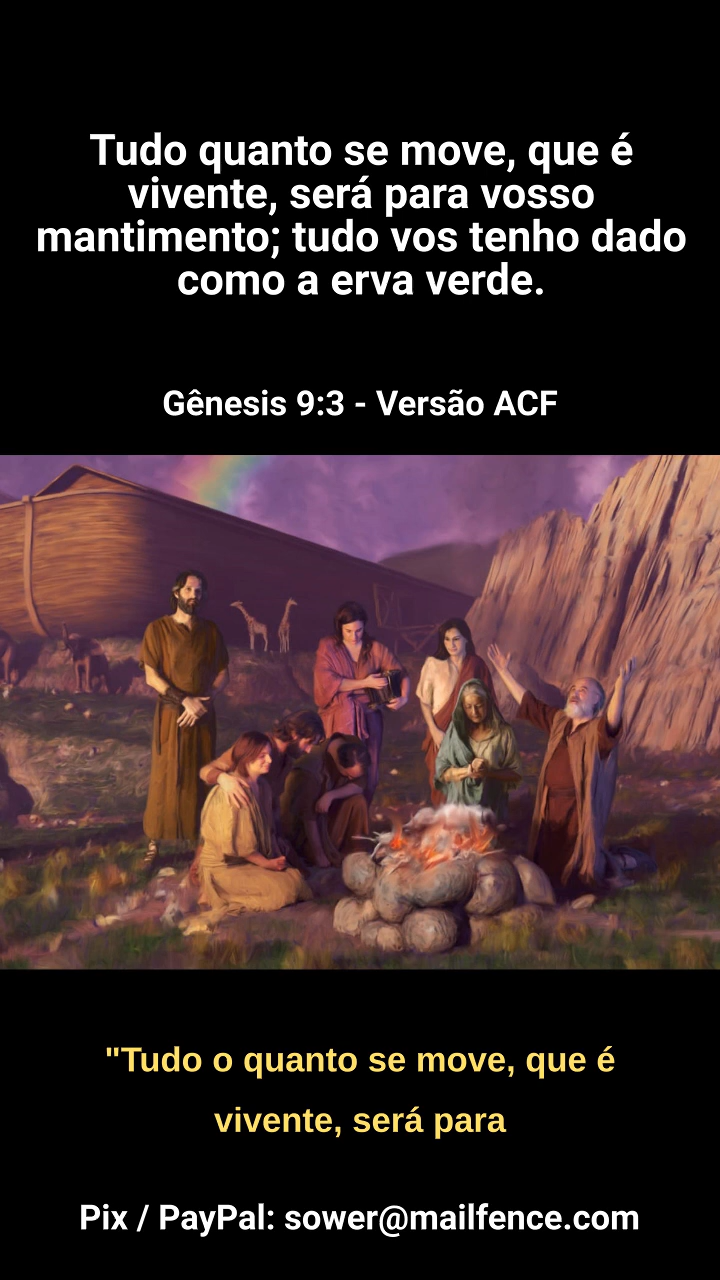 Tudo quanto se move, que é
vivente, será para vosso
mantimento; tudo vos tenho dado
como a erva verde.
Gênesis 9:3 - Versão ACF
"Tudo o quanto se move, que é
vivente, será para
Pix / PayPal: sower@mailfence.com